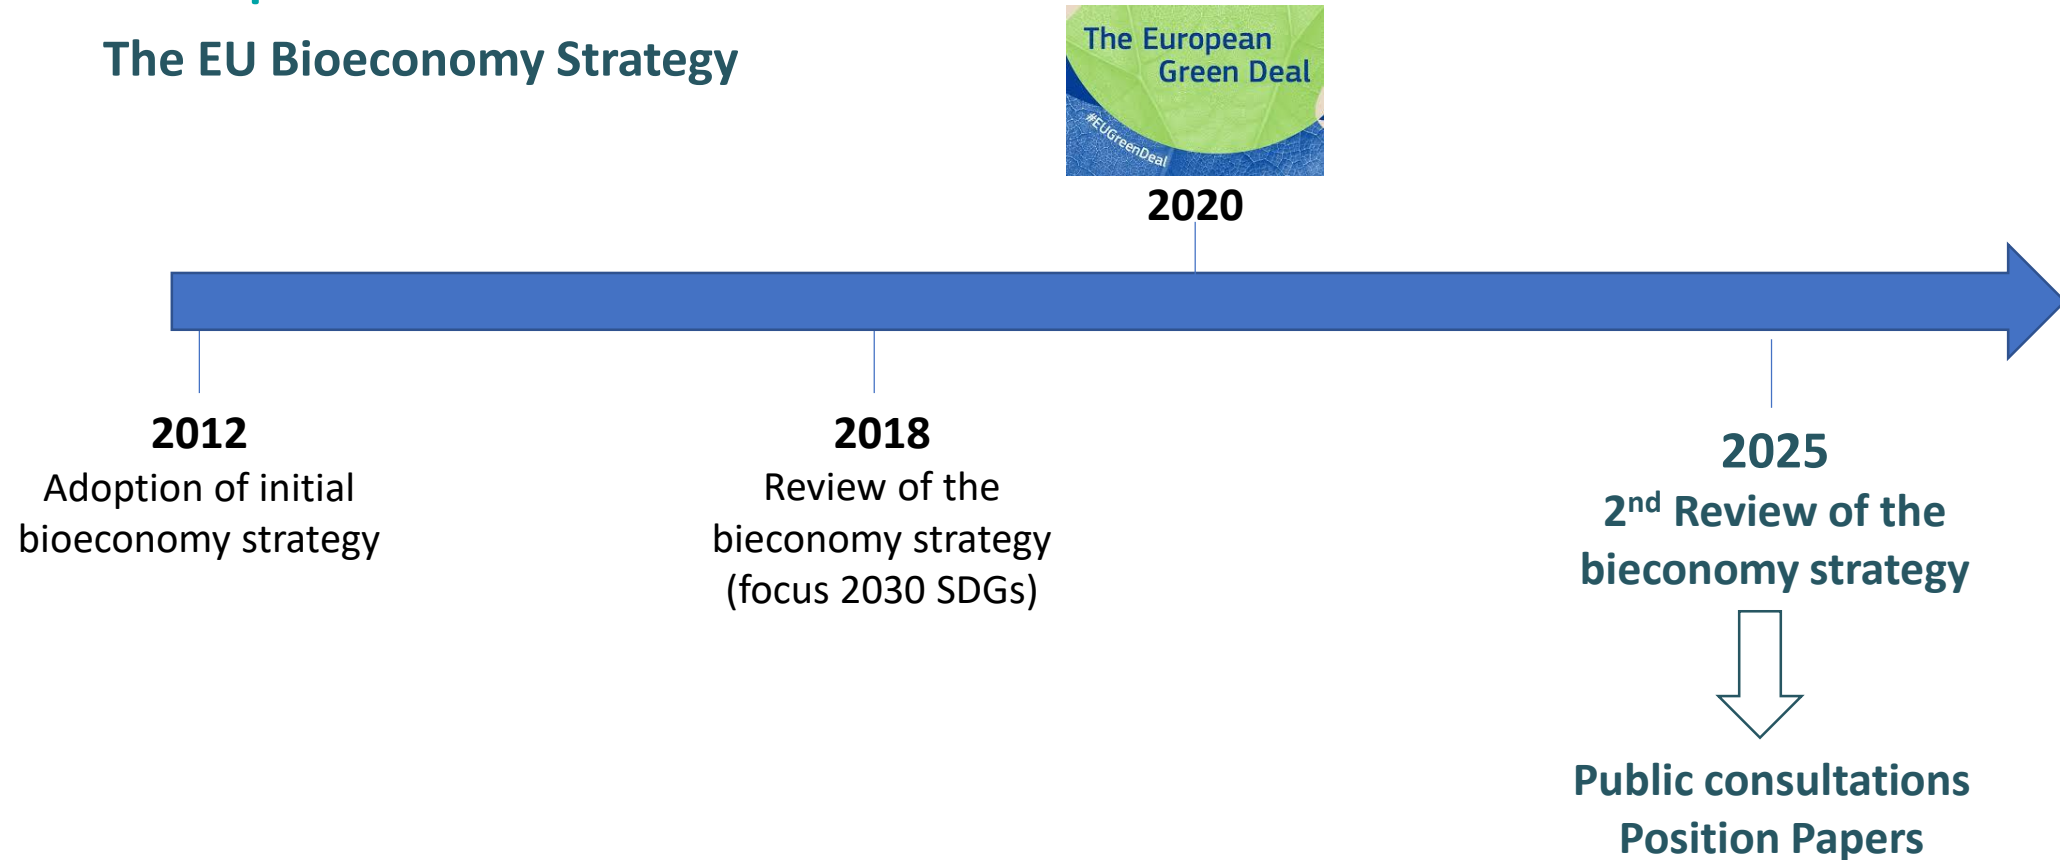 The EU Bioeconomy Strategy
The European
Green Deal
#EUGreenDeal
2020
2012
Adoption of initial
bioeconomy strategy
2018
Review of the
bieconomy strategy
(focus 2030 SDGs)
2025
2nd Review of the
bieconomy strategy
Public consultations
Position Papers